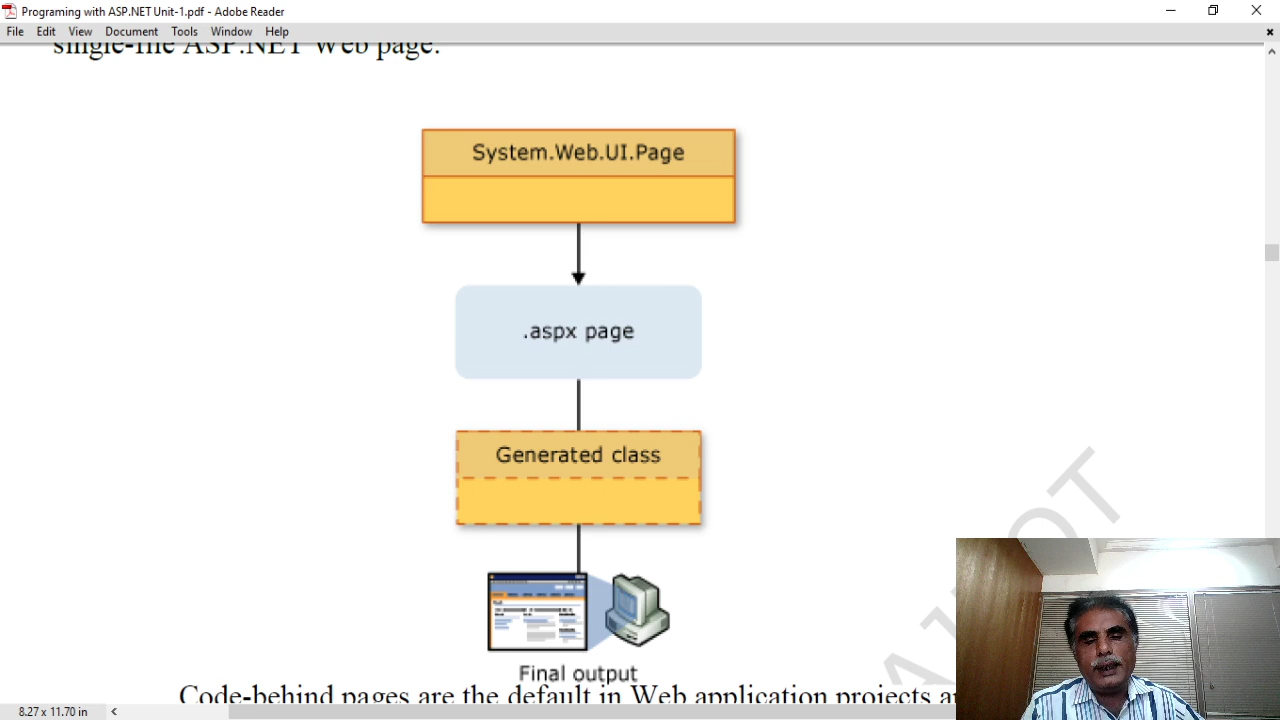 Programing with ASP.NET Unit-1.pdf - Adobe Reader
File Edit View Document Tools Window Help
single-file ASP.NET Web page.
System.Web.UI.Page
.aspx page
Generated class
Final output
Code-behind pages are the default in Web application projects
8.27 x 11.70 in